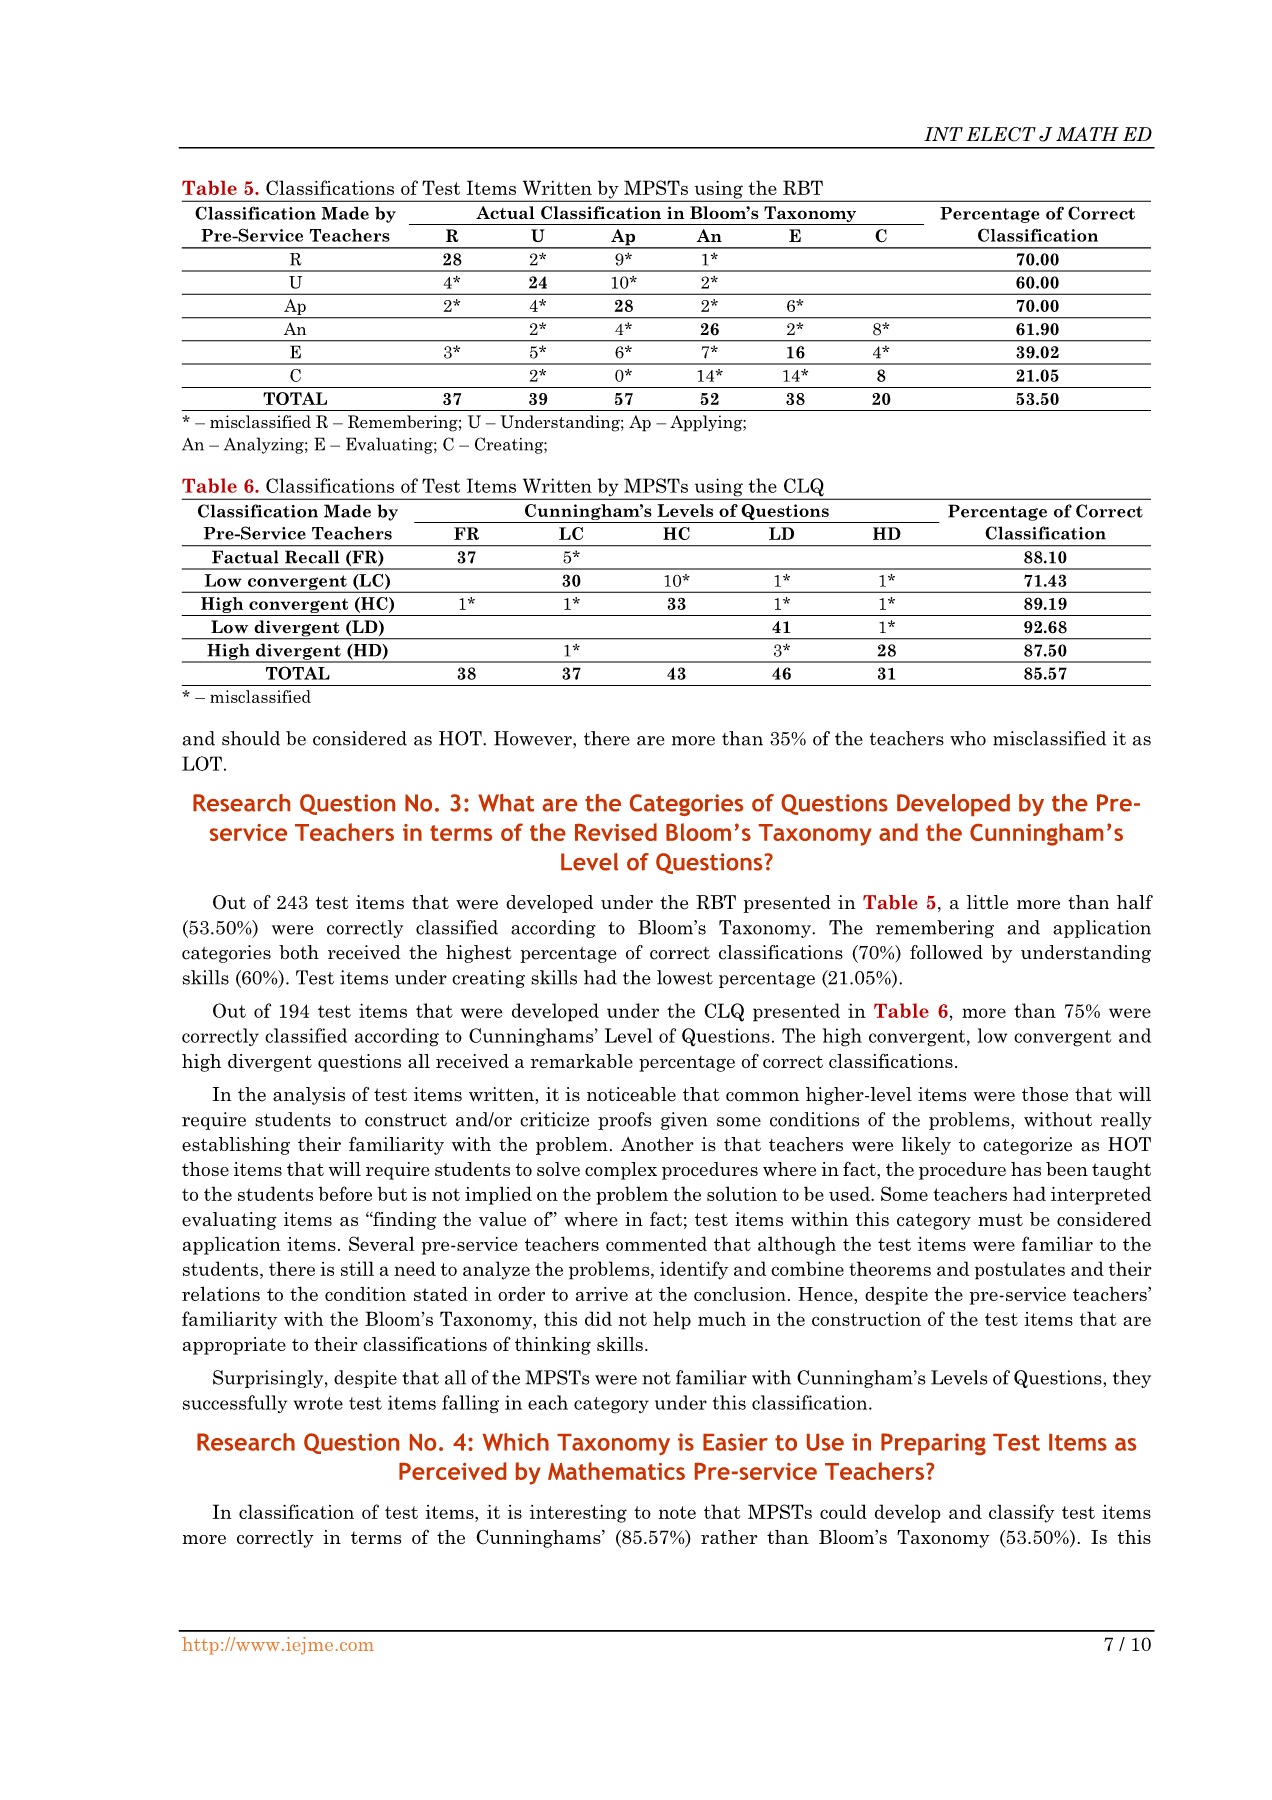 INT ELECT J MATH ED
Table 5. Classifications of Test Items Written by MPSTs using the RBT
Classification Made by Pre-Service Teachers | Actual Classification in Bloom’s Taxonomy | Percentage of Correct Classification
R U Ap An E C
R 28 2* 9* 1* 70.00
U 4* 24 10* 2* 60.00
Ap 2* 4* 28 2* 6* 70.00
An 2* 4* 26 2* 8* 61.90
E 3* 5* 6* 7* 16 4* 39.02
C 2* 0* 14* 14* 8 21.05
TOTAL 37 39 57 52 38 20 53.50
* – misclassified R – Remembering; U – Understanding; Ap – Applying;
An – Analyzing; E – Evaluating; C – Creating;
Table 6. Classifications of Test Items Written by MPSTs using the CLQ
Classification Made by Pre-Service Teachers | Cunningham’s Levels of Questions | Percentage of Correct Classification
FR LC HC LD HD
Factual Recall (FR) 37 5* 88.10
Low convergent (LC) 30 10* 1* 1* 71.43
High convergent (HC) 1* 1* 33 1* 1* 89.19
Low divergent (LD) 41 1* 92.68
High divergent (HD) 1* 3* 28 87.50
TOTAL 38 37 43 46 31 85.57
* – misclassified
and should be considered as HOT. However, there are more than 35% of the teachers who misclassified it as
LOT.
Research Question No. 3: What are the Categories of Questions Developed by the Pre-
service Teachers in terms of the Revised Bloom’s Taxonomy and the Cunningham’s
Level of Questions?
Out of 243 test items that were developed under the RBT presented in Table 5, a little more than half
(53.50%) were correctly classified according to Bloom’s Taxonomy. The remembering and application
categories both received the highest percentage of correct classifications (70%) followed by understanding
skills (60%). Test items under creating skills had the lowest percentage (21.05%).
Out of 194 test items that were developed under the CLQ presented in Table 6, more than 75% were
correctly classified according to Cunninghams’ Level of Questions. The high convergent, low convergent and
high divergent questions all received a remarkable percentage of correct classifications.
In the analysis of test items written, it is noticeable that common higher-level items were those that will
require students to construct and/or criticize proofs given some conditions of the problems, without really
establishing their familiarity with the problem. Another is that teachers were likely to categorize as HOT
those items that will require students to solve complex procedures where in fact, the procedure has been taught
to the students before but is not implied on the problem the solution to be used. Some teachers had interpreted
evaluating items as “finding the value of” where in fact; test items within this category must be considered
application items. Several pre-service teachers commented that although the test items were familiar to the
students, there is still a need to analyze the problems, identify and combine theorems and postulates and their
relations to the condition stated in order to arrive at the conclusion. Hence, despite the pre-service teachers’
familiarity with the Bloom’s Taxonomy, this did not help much in the construction of the test items that are
appropriate to their classifications of thinking skills.
Surprisingly, despite that all of the MPSTs were not familiar with Cunningham’s Levels of Questions, they
successfully wrote test items falling in each category under this classification.
Research Question No. 4: Which Taxonomy is Easier to Use in Preparing Test Items as
Perceived by Mathematics Pre-service Teachers?
In classification of test items, it is interesting to note that MPSTs could develop and classify test items
more correctly in terms of the Cunninghams’ (85.57%) rather than Bloom’s Taxonomy (53.50%). Is this
http://www.iejme.com 7 / 10